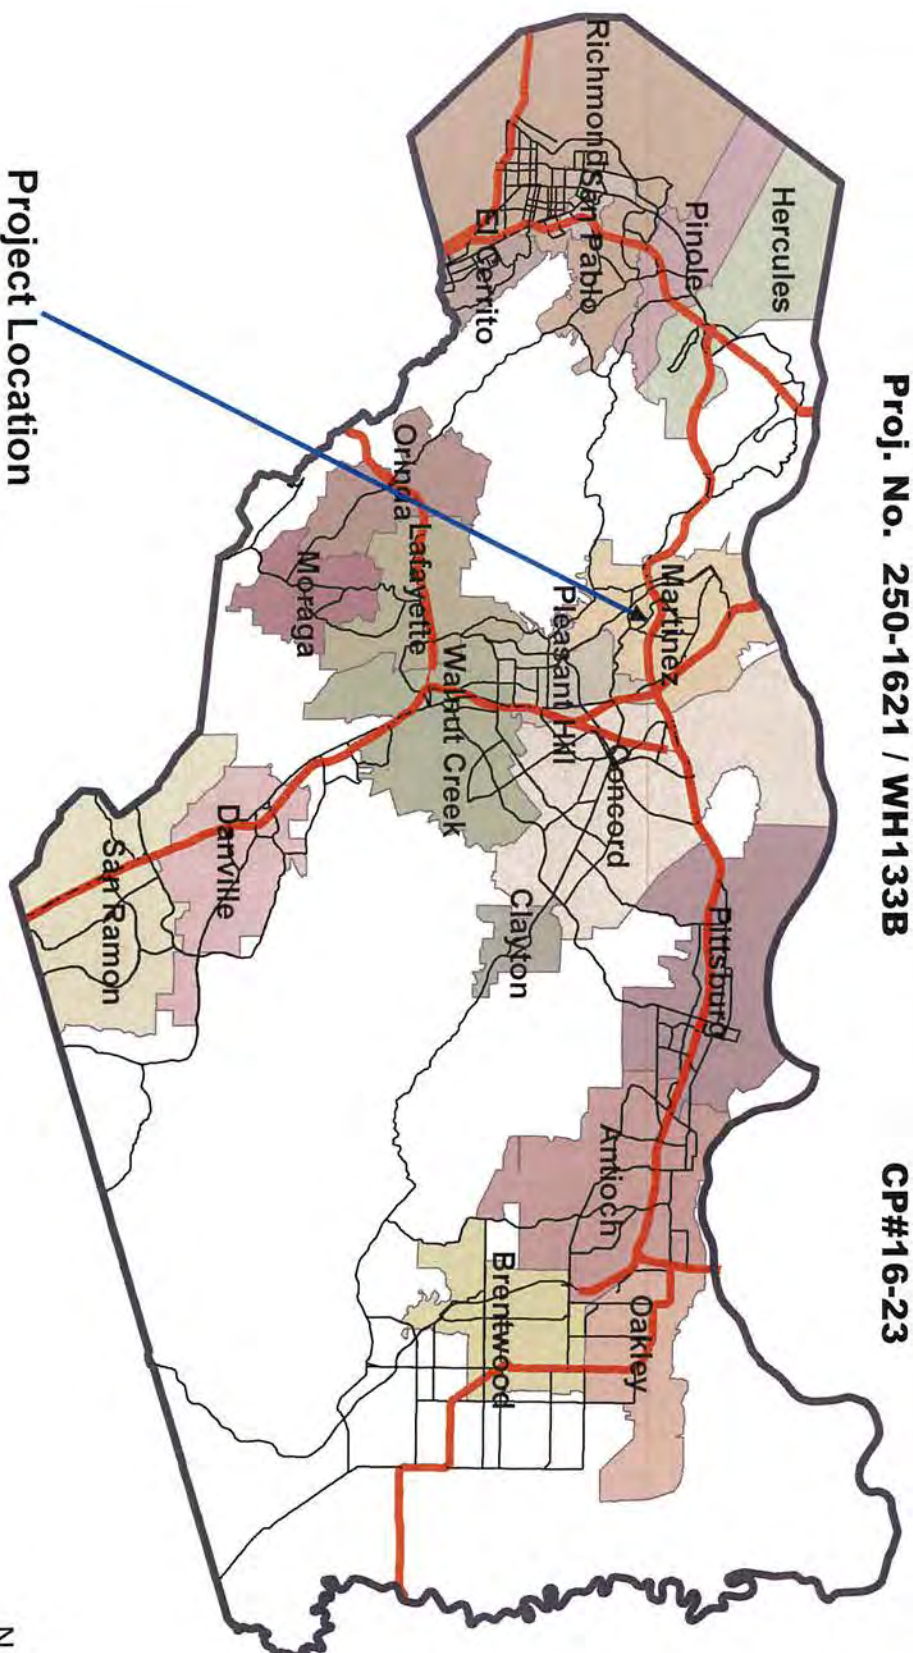 Proj. No. 250-1621 / WH133B
CP#16-23
Hercules
Pinole
Richmond
San Pablo
El Cerrito
Martinez
Pleasant Hill
Concord
Pittsburg
Antioch
Oakley
Brentwood
Clayton
Orinda
Lafayette
Walnut Creek
Moraga
Danville
San Ramon
Project Location
N